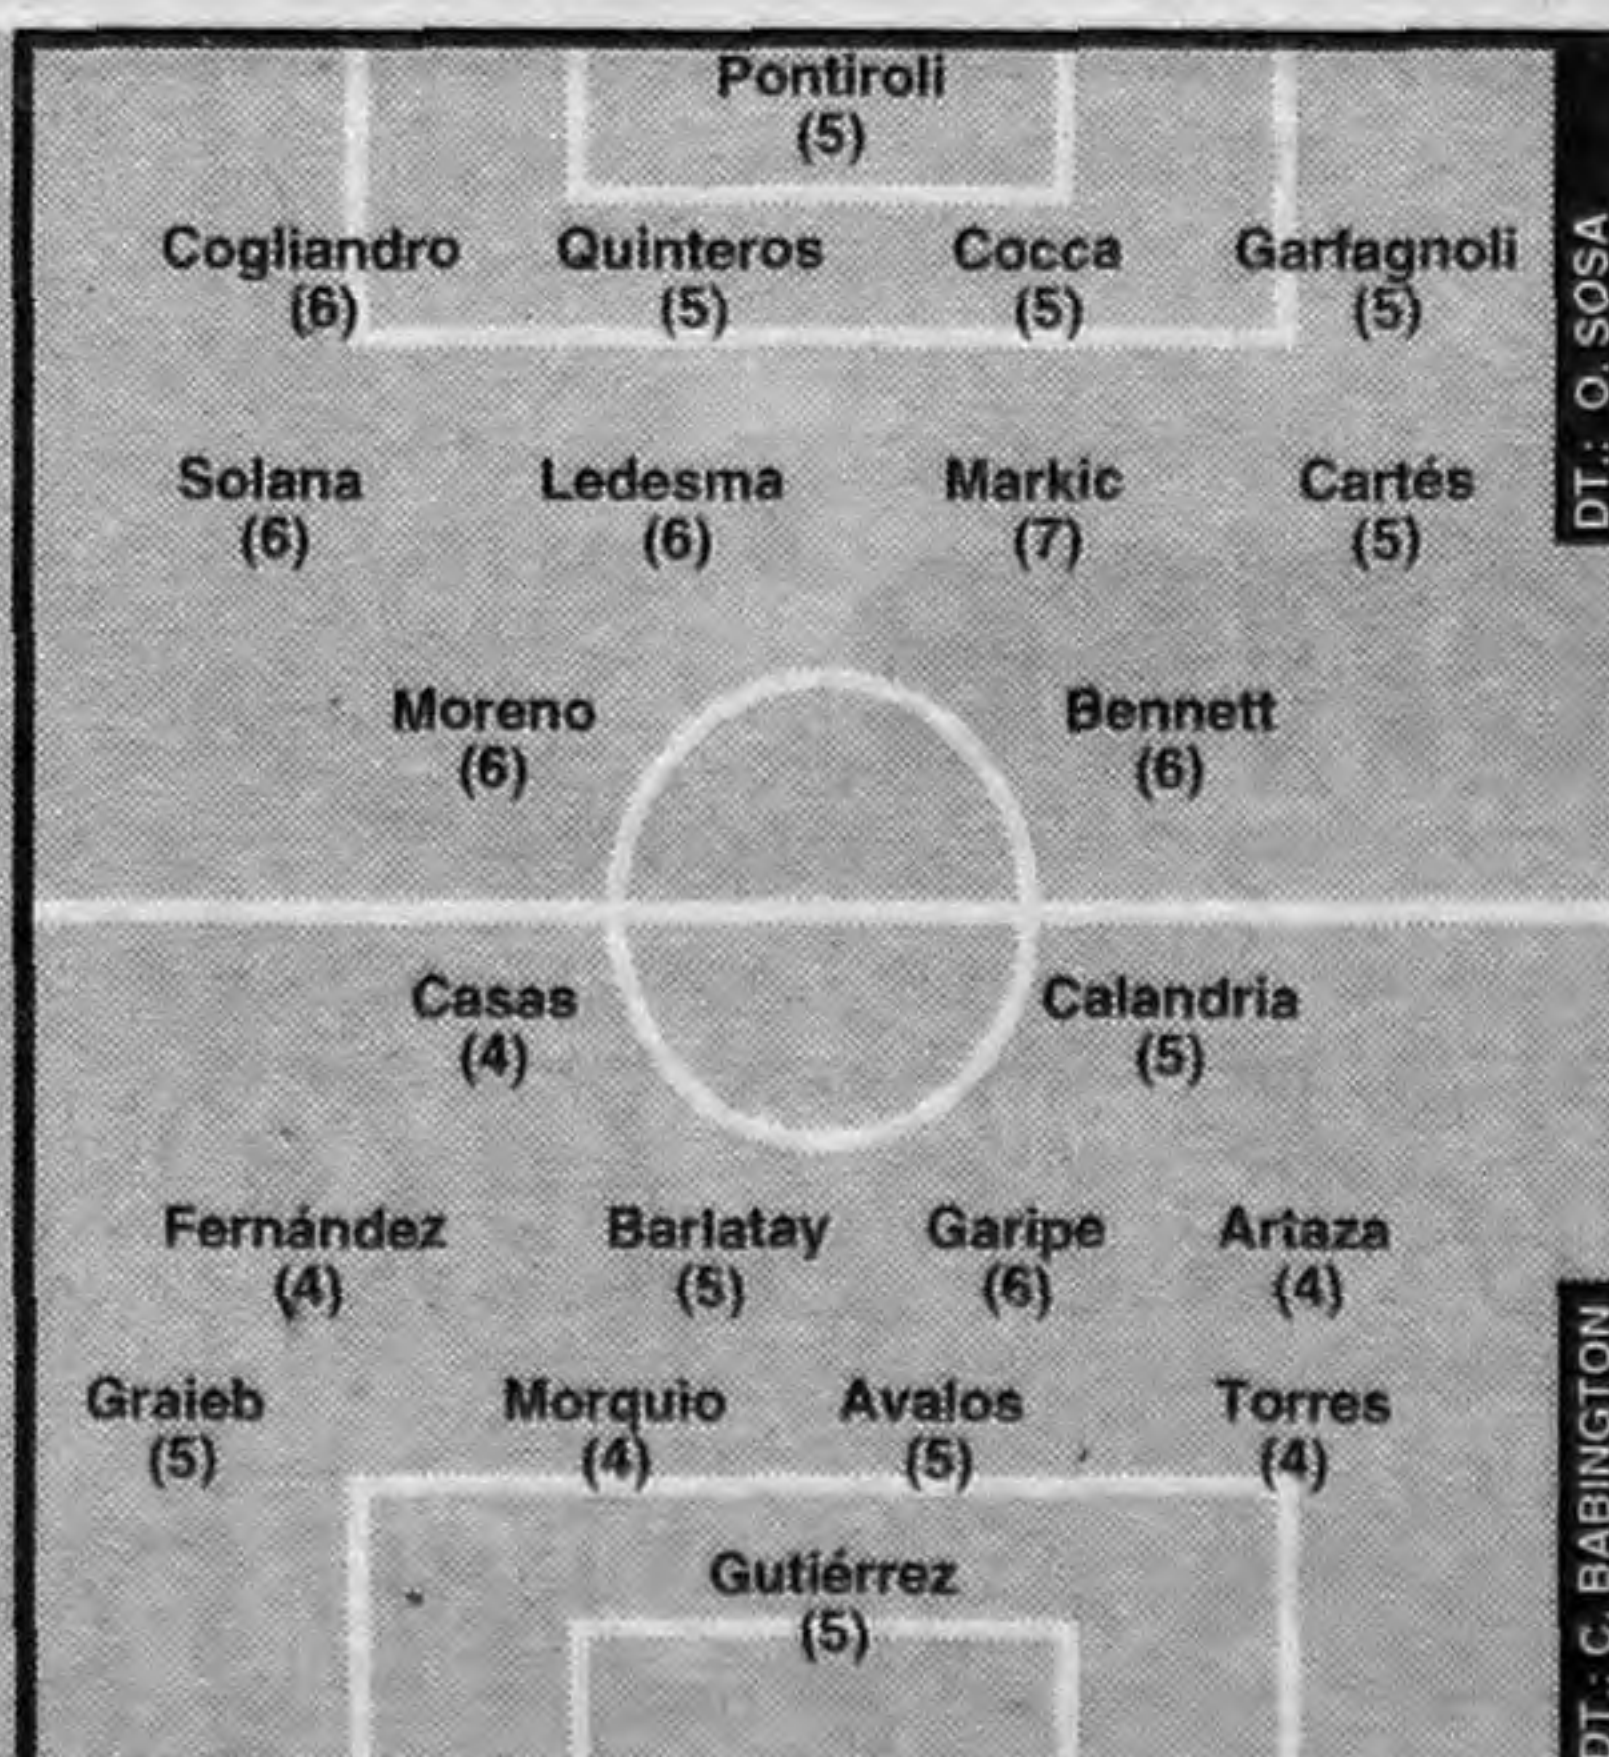 Pontiroli
(5)
Cogliandro Quinteros Cocca Garfagnoli
(6) (5) (5) (5)
DT.: O. SOSA
Solana Ledesma Markic Cartés
(6) (6) (7) (5)
Moreno Bennett
(6) (6)
Casas Calandria
(4) (5)
Fernández Barlatay Garipe Artaza
(4) (5) (6) (4)
Graieb Morquio Avalos Torres
(5) (4) (5) (4)
Gutiérrez
(5)
DT.: C. BABINGTON